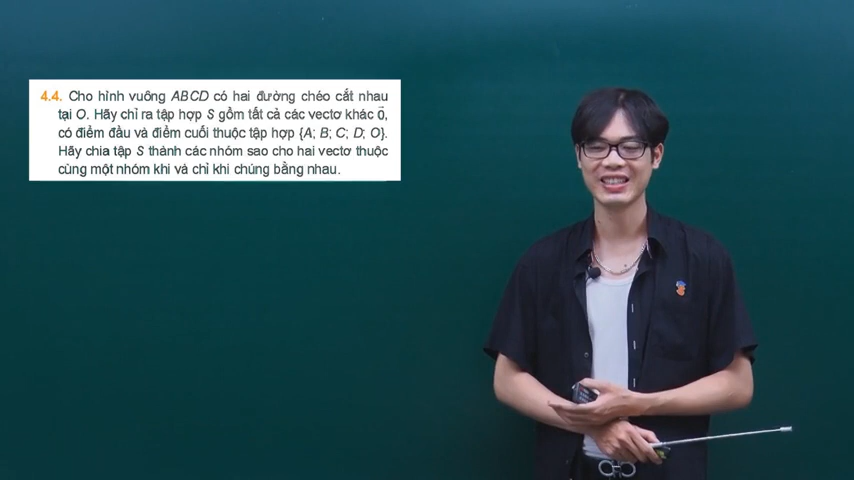 4.4. Cho hình vuông ABCD có hai đường chéo cắt nhau
tại O. Hãy chỉ ra tập hợp S gồm tất cả các vectơ khác 0⃗,
có điểm đầu và điểm cuối thuộc tập hợp {A; B; C; D; O}.
Hãy chia tập S thành các nhóm sao cho hai vectơ thuộc
cùng một nhóm khi và chỉ khi chúng bằng nhau.